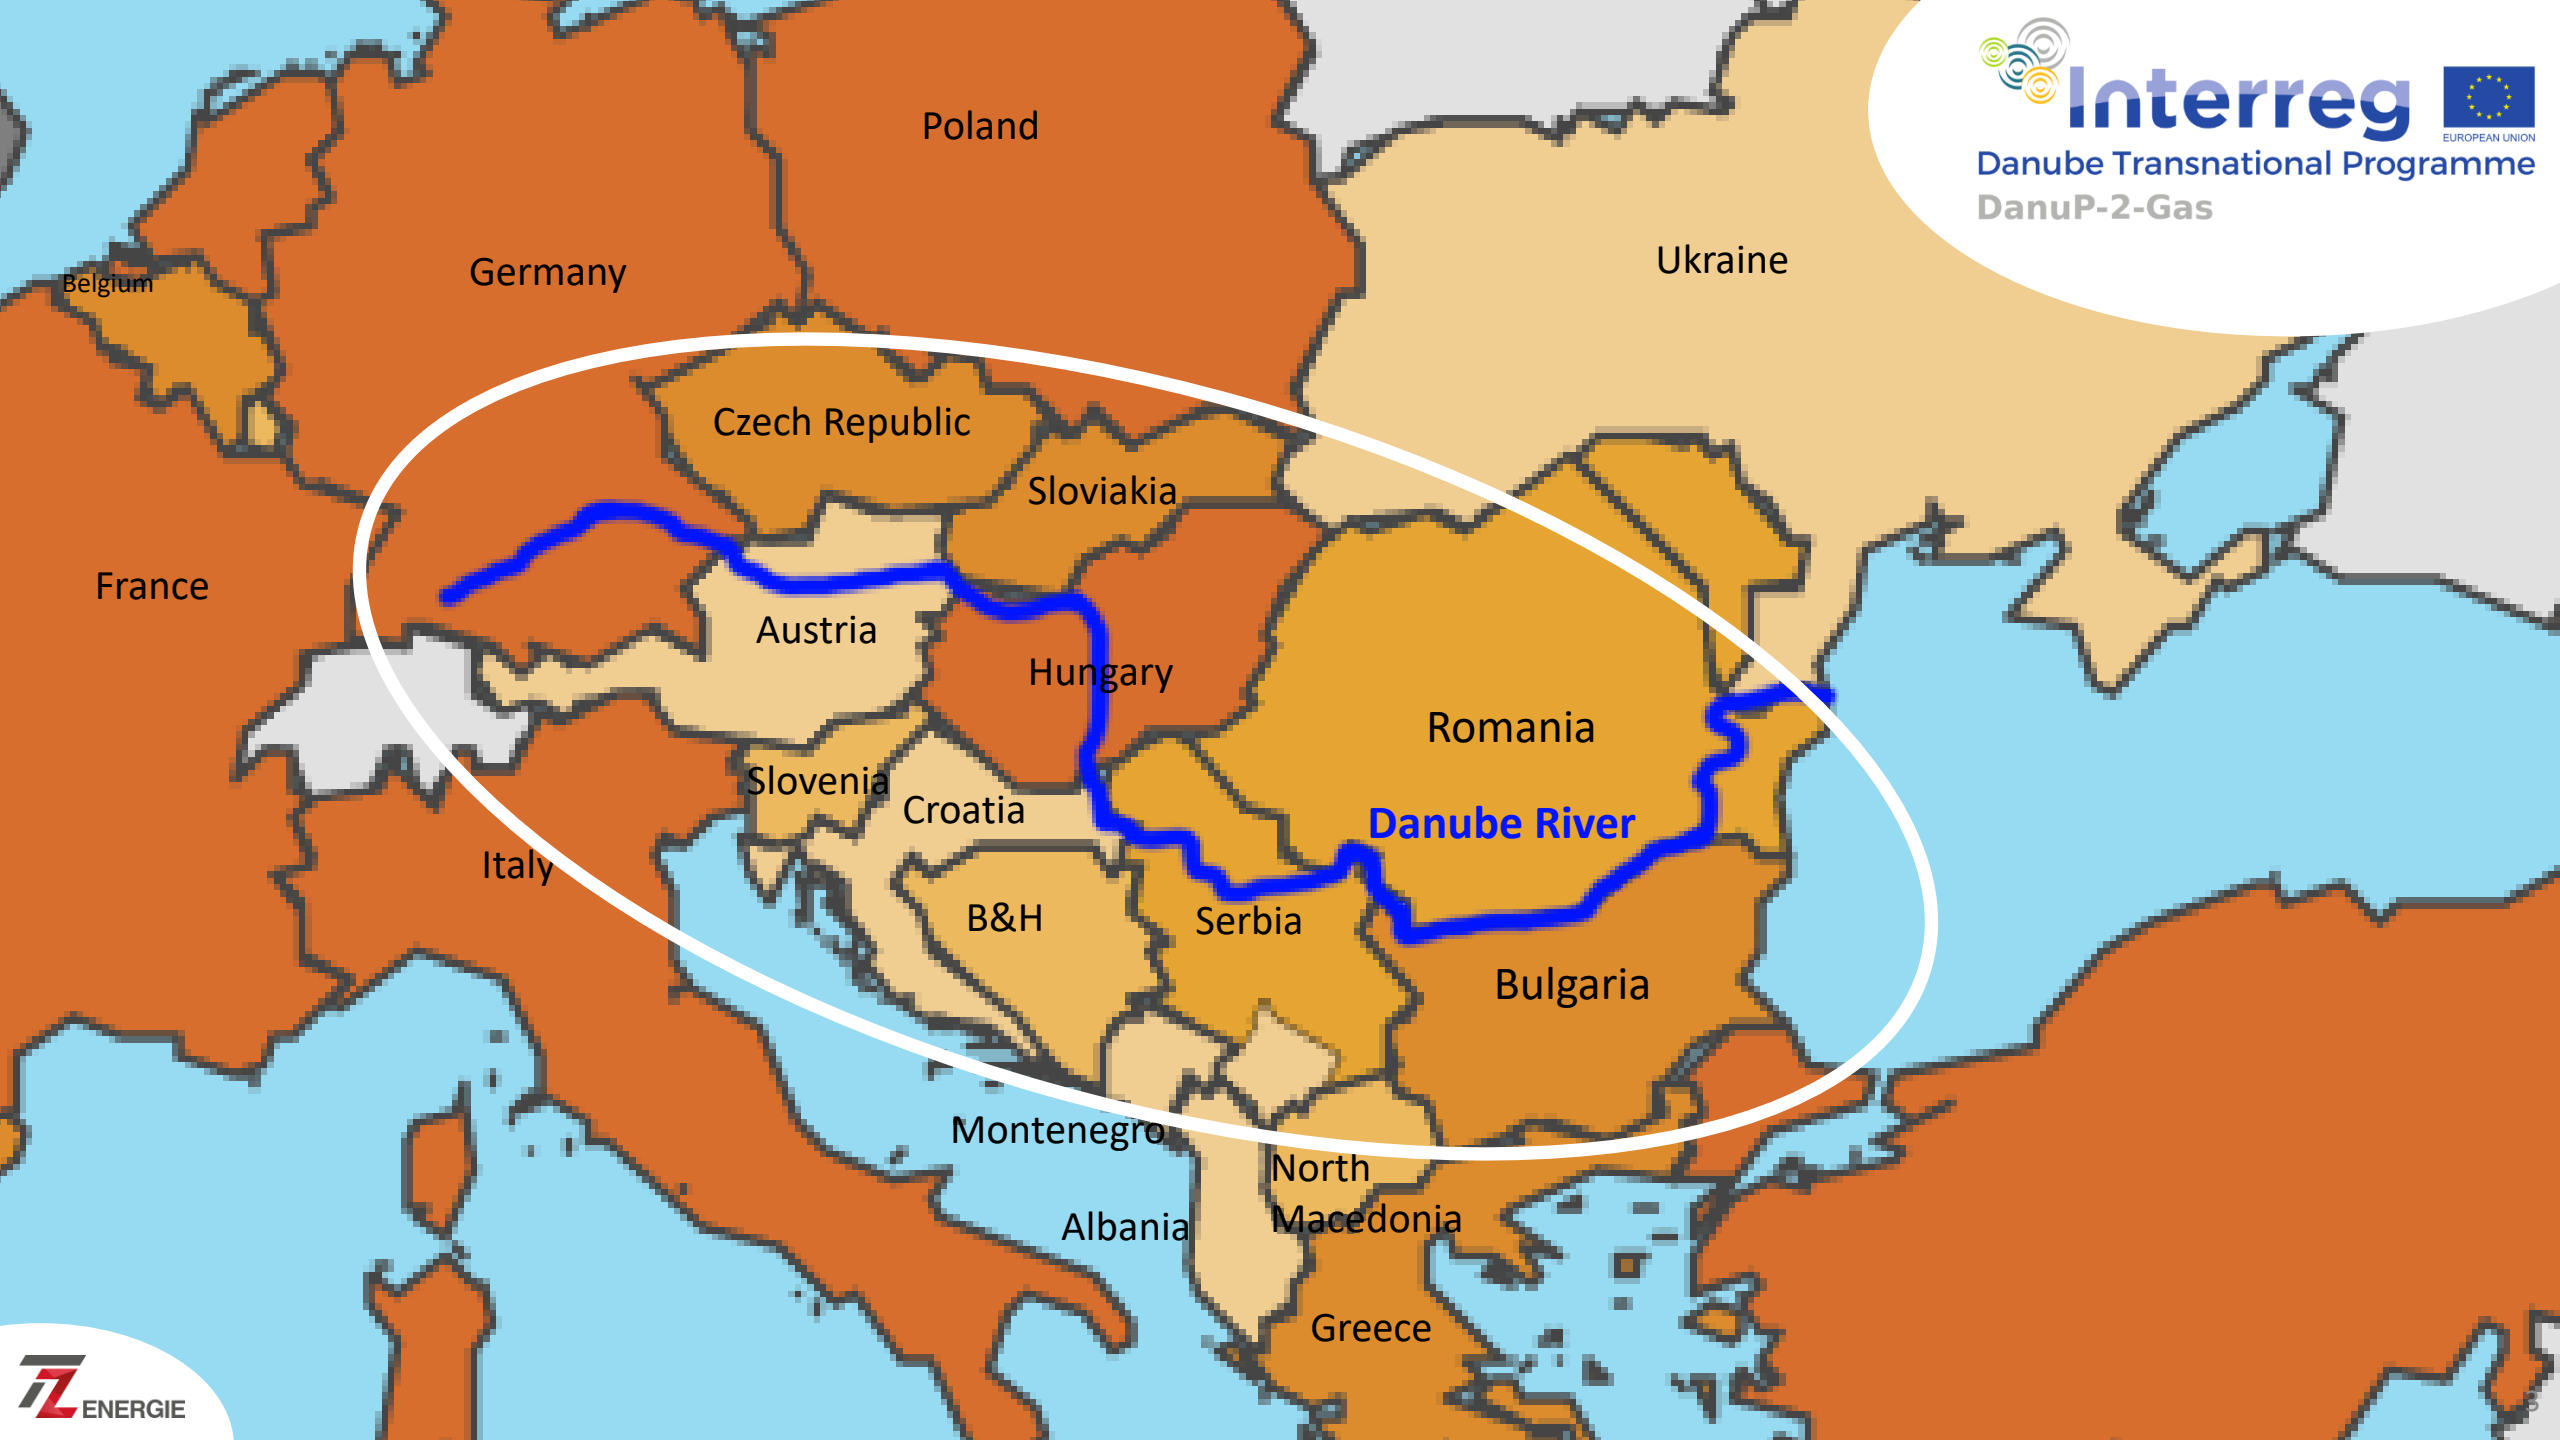 Interreg
EUROPEAN UNION
Danube Transnational Programme
DanuP-2-Gas
Poland
Ukraine
Germany
Belgium
Czech Republic
Sloviakia
France
Austria
Hungary
Romania
Slovenia
Croatia
Danube River
Italy
B&H
Serbia
Bulgaria
Montenegro
North
Macedonia
Albania
Greece
TZ ENERGIE